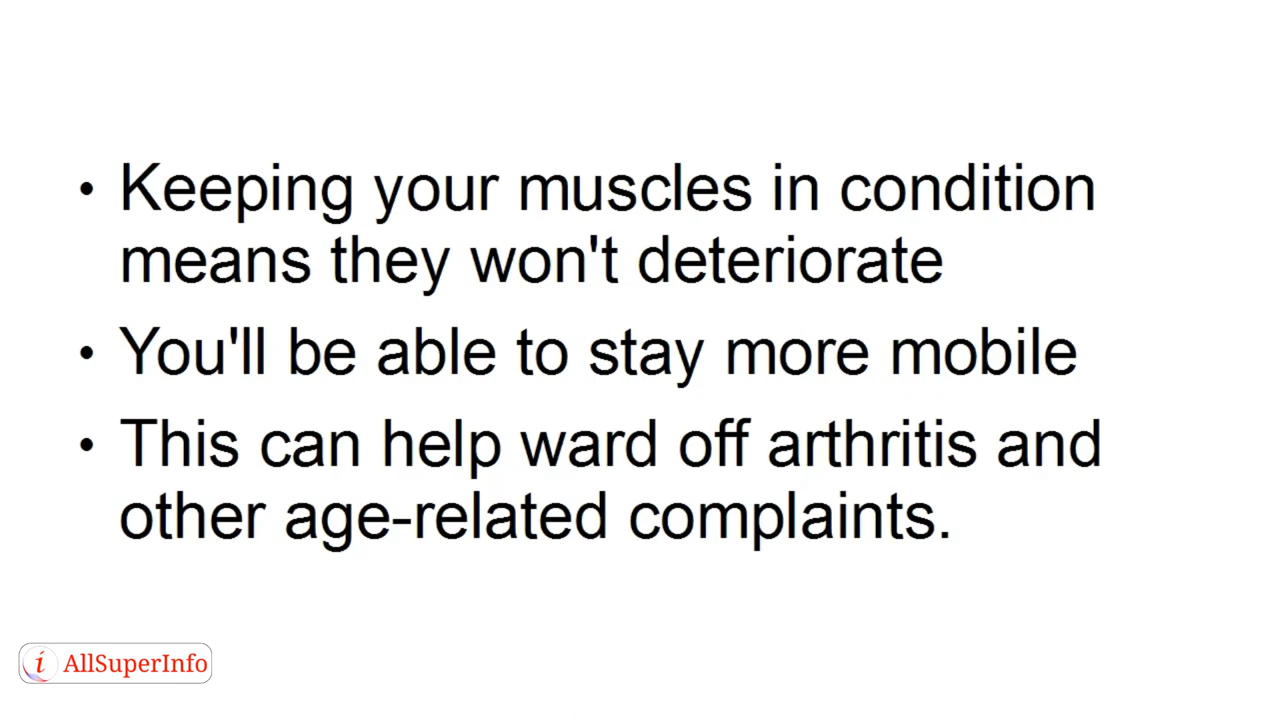 • Keeping your muscles in condition
means they won't deteriorate
• You'll be able to stay more mobile
• This can help ward off arthritis and
other age-related complaints.
i AllSuperInfo